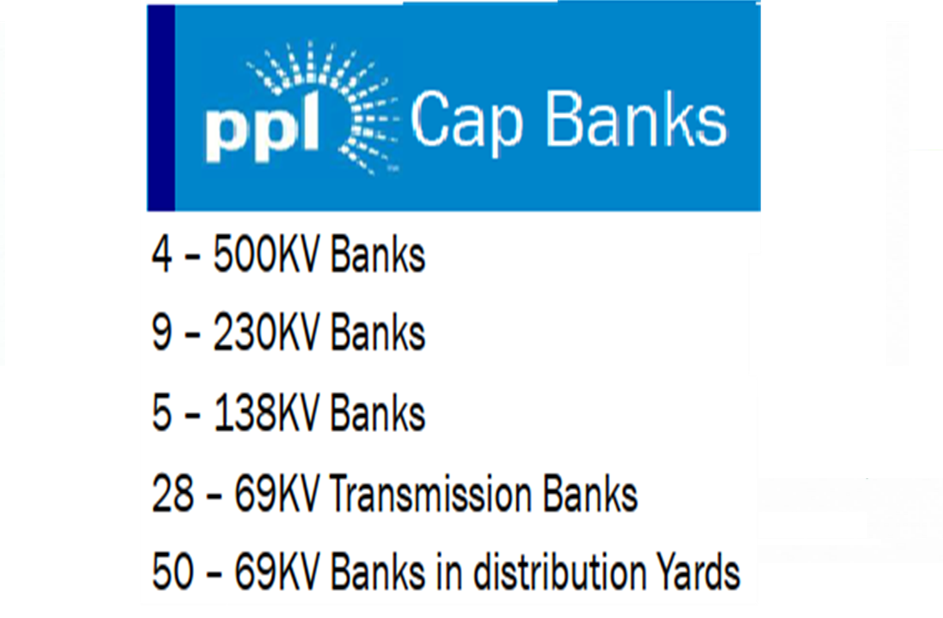 ppl Cap Banks
4 – 500KV Banks
9 – 230KV Banks
5 – 138KV Banks
28 – 69KV Transmission Banks
50 – 69KV Banks in distribution Yards